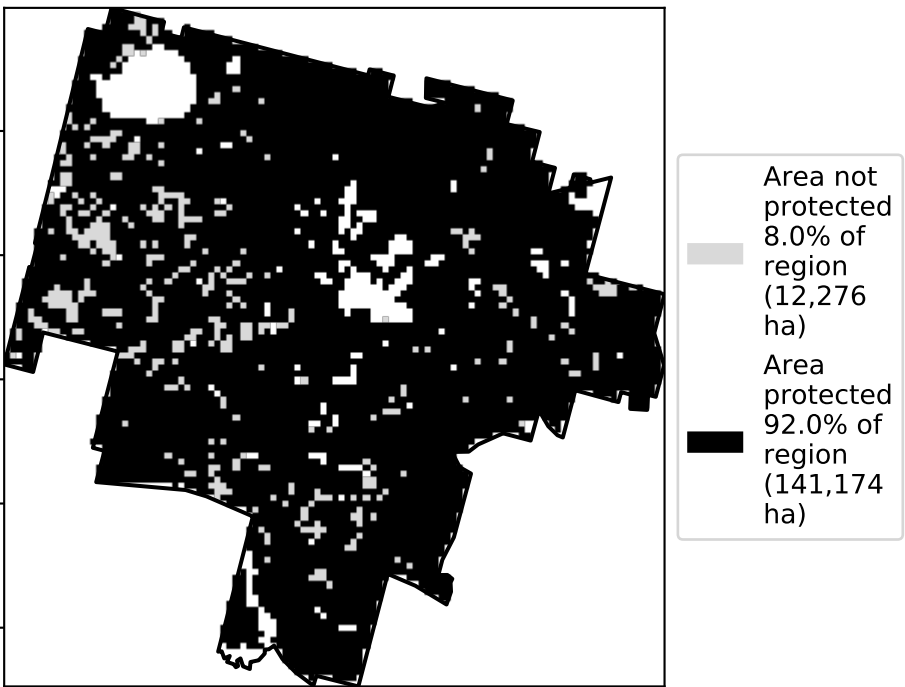 Area not
protected
8.0% of
region
(12,276
ha)
Area
protected
92.0% of
region
(141,174
ha)